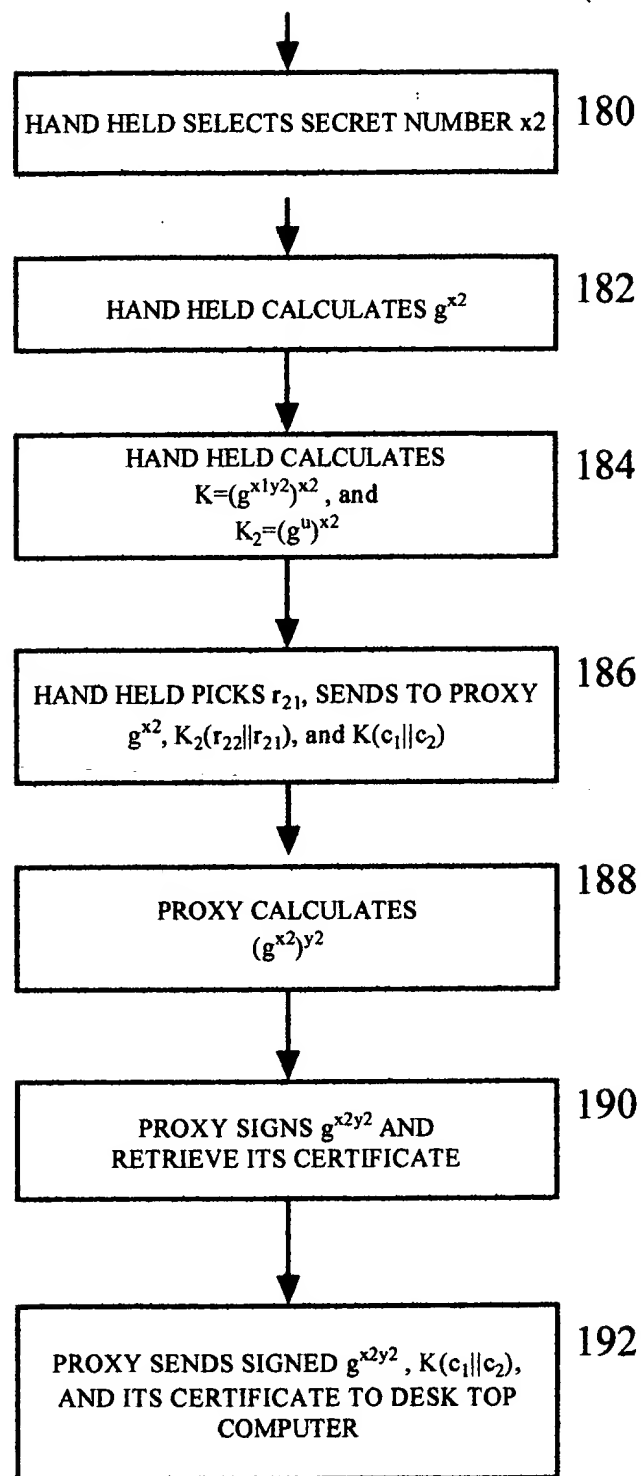 HAND HELD SELECTS SECRET NUMBER x2
180
HAND HELD CALCULATES g^x2
182
HAND HELD CALCULATES
K=(g^x1y2)^x2 , and
K₂=(g^u)^x2
184
HAND HELD PICKS r₂₁, SENDS TO PROXY
g^x2, K₂(r₂₂||r₂₁), and K(c₁||c₂)
186
PROXY CALCULATES
(g^x2)^y2
188
PROXY SIGNS g^x2y2 AND
RETRIEVE ITS CERTIFICATE
190
PROXY SENDS SIGNED g^x2y2 , K(c₁||c₂),
AND ITS CERTIFICATE TO DESK TOP
COMPUTER
192